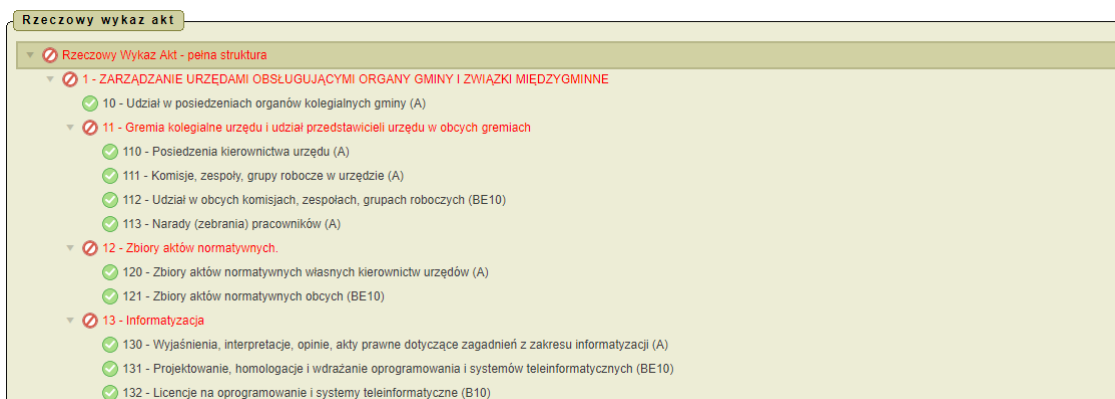 Rzeczowy wykaz akt
Rzeczowy Wykaz Akt - pełna struktura
1 - ZARZĄDZANIE URZĘDAMI OBSŁUGUJĄCYMI ORGANY GMINY I ZWIĄZKI MIĘDZYGMINNE
10 - Udział w posiedzeniach organów kolegialnych gminy (A)
11 - Gremia kolegialne urzędu i udział przedstawicieli urzędu w obcych gremiach
110 - Posiedzenia kierownictwa urzędu (A)
111 - Komisje, zespoły, grupy robocze w urzędzie (A)
112 - Udział w obcych komisjach, zespołach, grupach roboczych (BE10)
113 - Narady (zebrania) pracowników (A)
12 - Zbiory aktów normatywnych.
120 - Zbiory aktów normatywnych własnych kierownictw urzędów (A)
121 - Zbiory aktów normatywnych obcych (BE10)
13 - Informatyzacja
130 - Wyjaśnienia, interpretacje, opinie, akty prawne dotyczące zagadnień z zakresu informatyzacji (A)
131 - Projektowanie, homologacje i wdrażanie oprogramowania i systemów teleinformatycznych (BE10)
132 - Licencje na oprogramowanie i systemy teleinformatyczne (B10)